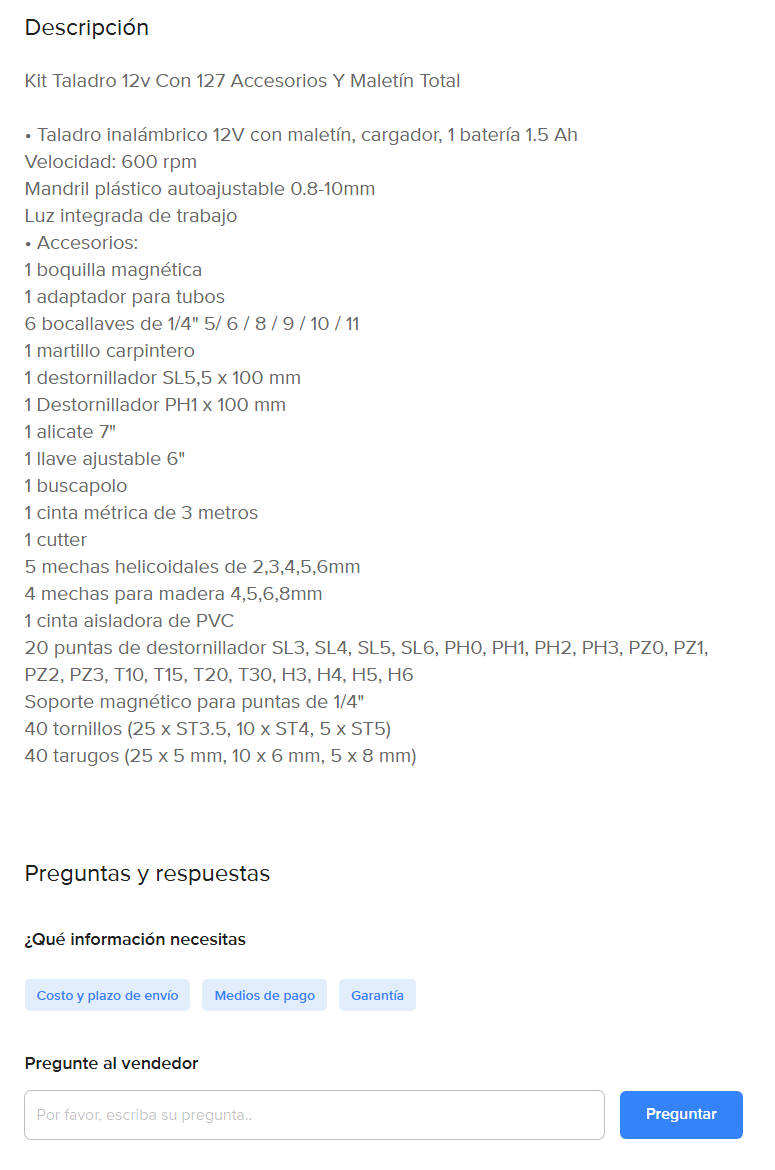 Descripción
Kit Taladro 12v Con 127 Accesorios Y Maletín Total
• Taladro inalámbrico 12V con maletín, cargador, 1 batería 1.5 Ah
Velocidad: 600 rpm
Mandril plástico autoajustable 0.8-10mm
Luz integrada de trabajo
• Accesorios:
1 boquilla magnética
1 adaptador para tubos
6 bocallaves de 1/4" 5/ 6 / 8 / 9 / 10 / 11
1 martillo carpintero
1 destornillador SL5,5 x 100 mm
1 Destornillador PH1 x 100 mm
1 alicate 7"
1 llave ajustable 6"
1 buscapolo
1 cinta métrica de 3 metros
1 cutter
5 mechas helicoidales de 2,3,4,5,6mm
4 mechas para madera 4,5,6,8mm
1 cinta aisladora de PVC
20 puntas de destornillador SL3, SL4, SL5, SL6, PH0, PH1, PH2, PH3, PZ0, PZ1,
PZ2, PZ3, T10, T15, T20, T30, H3, H4, H5, H6
Soporte magnético para puntas de 1/4"
40 tornillos (25 x ST3.5, 10 x ST4, 5 x ST5)
40 tarugos (25 x 5 mm, 10 x 6 mm, 5 x 8 mm)
Preguntas y respuestas
¿Qué información necesitas
Costo y plazo de envío Medios de pago Garantía
Pregunte al vendedor
Por favor, escriba su pregunta.. Preguntar